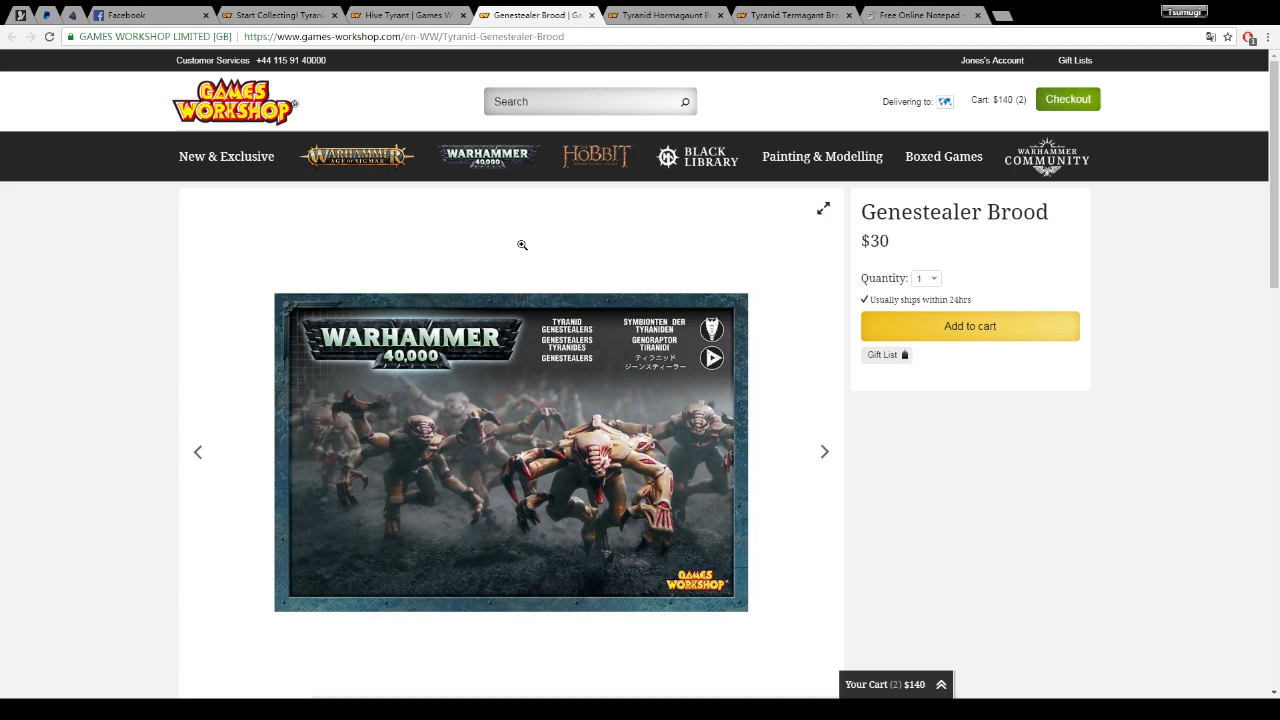 Facebook
Start Collecting! Tyrani
Hive Tyrant | Games W
Genestealer Brood | Ga
Tyranid Hormagaunt B
Tyranid Termagant Bro
Free Online Notepad -
Tsumugi
GAMES WORKSHOP LIMITED [GB]
https://www.games-workshop.com/en-WW/Tyranid-Genestealer-Brood
1
Customer Services +44 115 91 40000
Jones's Account
Gift Lists
GAMES WORKSHOP®
Search
Delivering to:
Cart: $140 (2)
Checkout
New & Exclusive
WARHAMMER AGE OF SIGMAR
WARHAMMER 40,000
THE HOBBIT
BLACK LIBRARY
Painting & Modelling
Boxed Games
WARHAMMER COMMUNITY
Genestealer Brood
$30
Quantity: 1
Usually ships within 24hrs
Add to cart
Gift List
WARHAMMER
40,000
TYRANID
GENESTEALERS
GENESTEALERS
TYRANIDES
GENESTEALERS
SYMBIONTEN DER
TYRANIDEN
GENORAPTOR
TIRANIDI
ティラニッド
ジーンスティーラー
GAMES
WORKSHOP
Your Cart (2) $140